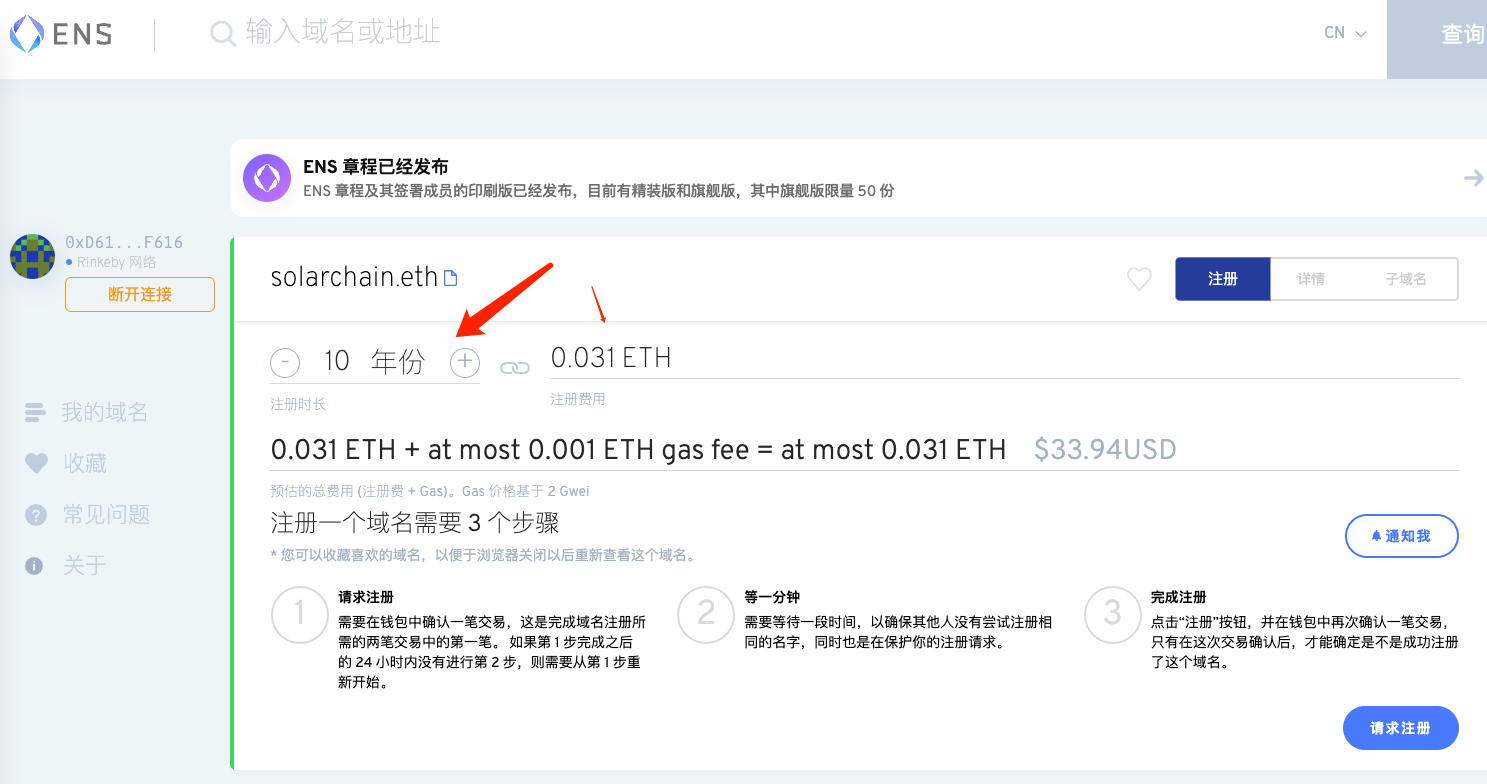 ENS
输入域名或地址
CN
查询
ENS 章程已经发布
ENS 章程及其签署成员的印刷版已经发布，目前有精装版和旗舰版，其中旗舰版限量 50 份
0xD61...F616
Rinkeby 网络
断开连接
我的域名
收藏
常见问题
关于
solarchain.eth
注册
详情
子域名
- 10 年份 +
0.031 ETH
注册时长
注册费用
0.031 ETH + at most 0.001 ETH gas fee = at most 0.031 ETH $33.94USD
预估的总费用 (注册费 + Gas)。Gas 价格基于 2 Gwei
注册一个域名需要 3 个步骤
* 您可以收藏喜欢的域名，以便于浏览器关闭以后重新查看这个域名。
通知我
1
请求注册
需要在钱包中确认一笔交易，这是完成域名注册所
需的两笔交易中的第一笔。 如果第 1 步完成之后
的 24 小时内没有进行第 2 步，则需要从第 1 步重
新开始。
2
等一分钟
需要等待一段时间，以确保其他人没有尝试注册相
同的名字，同时也是在保护你的注册请求。
3
完成注册
点击“注册”按钮，并在钱包中再次确认一笔交易，
只有在这次交易确认后，才能确定是不是成功注册
了这个域名。
请求注册